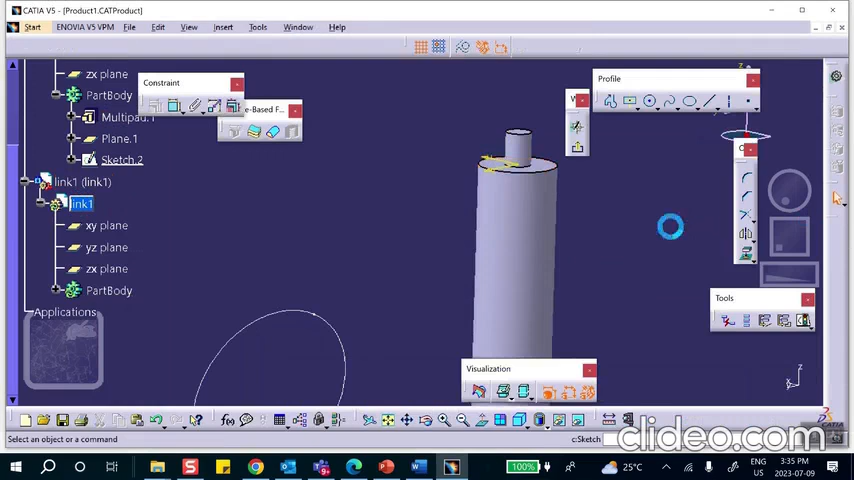 CATIA V5 - [Product1.CATProduct]
Start ENOVIA V5 VPM File Edit View Insert Tools Window Help
zx plane
PartBody
Multipad.1
Plane.1
Sketch.2
link1 (link1)
link1
xy plane
yz plane
zx plane
PartBody
Applications
Constraint
e-Based F...
Profile
Tools
Visualization
z
Select an object or a command
c:Sketch
clideo.com
CATIA
100%
25°C
ENG
US
3:35 PM
2023-07-09